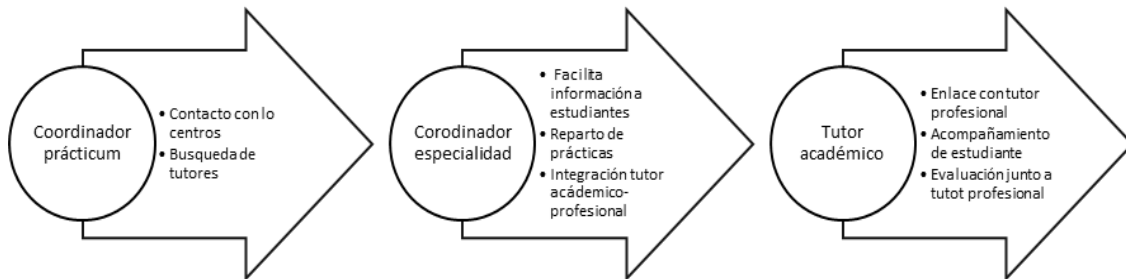 Coordinador
prácticum
• Contacto con lo
centros
• Busqueda de
tutores
Corodinador
especialidad
• Facilita
información a
estudiantes
• Reparto de
prácticas
• Integración tutor
acádemico-
profesional
Tutor
académico
• Enlace con tutor
profesional
• Acompañamiento
de estudiante
• Evaluación junto a
tutot profesional